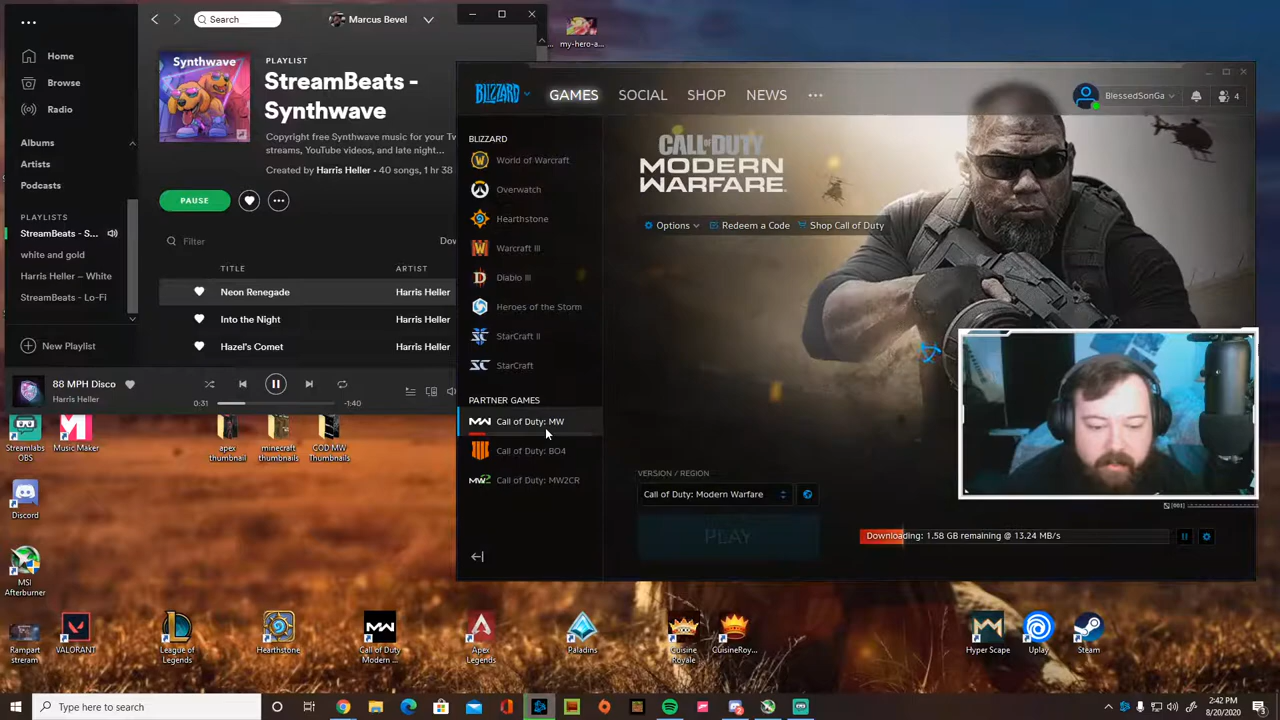 my-hero-a...
Search...
Marcus Bevel
Home
Browse
Radio
Albums
Artists
Podcasts
PLAYLISTS
StreamBeats - S...
white and gold
Harris Heller – White
StreamBeats - Lo-Fi
New Playlist
Synthwave
PLAYLIST
StreamBeats -
Synthwave
Copyright free Synthwave music for your Tw
streams, YouTube videos, and late night...
Created by Harris Heller • 40 songs, 1 hr 38
PAUSE
Filter
Dow
TITLE
ARTIST
Neon Renegade
Harris Heller
Into the Night
Harris Heller
Hazel's Comet
Harris Heller
88 MPH Disco
Harris Heller
0:31
-1:40
BLIZZARD
GAMES
SOCIAL
SHOP
NEWS
BlessedSonGa
4
BLIZZARD
World of Warcraft
Overwatch
Hearthstone
Warcraft III
Diablo III
Heroes of the Storm
StarCraft II
StarCraft
PARTNER GAMES
Call of Duty: MW
Call of Duty: BO4
Call of Duty: MW2CR
CALL OF DUTY
MODERN
WARFARE
Options
Redeem a Code
Shop Call of Duty
VERSION / REGION
Call of Duty: Modern Warfare
PLAY
Downloading: 1.58 GB remaining @ 13.24 MB/s
[001]
Streamlabs
OBS
Music Maker
apex
thumbnail
minecraft
thumbnails
COD MW
Thumbnails
Discord
MSI
Afterburner
Rampart
stream
VALORANT
League of
Legends
Hearthstone
Call of Duty
Modern ...
Apex
Legends
Paladins
Cuisine
Royale
CuisineRoy...
Hyper Scape
Uplay
Steam
Type here to search
2:42 PM
8/20/2020
3